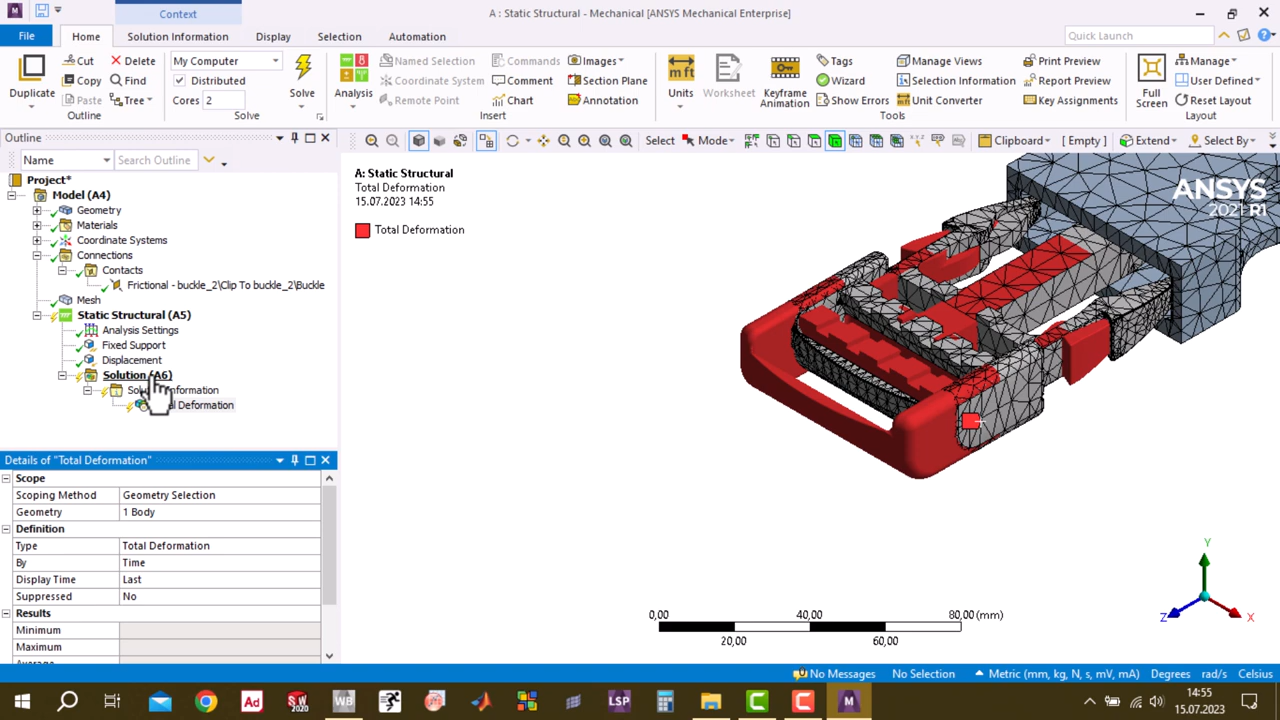 Context
A : Static Structural - Mechanical [ANSYS Mechanical Enterprise]
File Home Solution Information Display Selection Automation Quick Launch
Duplicate
Cut
Copy
Paste
Delete
Find
Tree
Outline
My Computer
Distributed
Cores 2
Solve
Solve
Analysis
Named Selection
Coordinate System
Remote Point
Commands
Comment
Chart
Images
Section Plane
Annotation
Insert
Units
Worksheet
Keyframe
Animation
Tags
Wizard
Show Errors
Manage Views
Selection Information
Unit Converter
Print Preview
Report Preview
Key Assignments
Tools
Full
Screen
Manage
User Defined
Reset Layout
Layout
Outline
Select Mode Clipboard [ Empty ] Extend Select By
Name Search Outline
Project*
Model (A4)
Geometry
Materials
Coordinate Systems
Connections
Contacts
Frictional - buckle_2\Clip To buckle_2\Buckle
Mesh
Static Structural (A5)
Analysis Settings
Fixed Support
Displacement
Solution (A6)
Deformation
A: Static Structural
Total Deformation
15.07.2023 14:55
Total Deformation
ANSYS
2021 R1
Details of "Total Deformation"
Scope
Scoping Method Geometry Selection
Geometry 1 Body
Definition
Type Total Deformation
By Time
Display Time Last
Suppressed No
Results
Minimum
Maximum
0,00 40,00 80,00 (mm)
20,00 60,00
Y
Z
X
No Messages No Selection Metric (mm, kg, N, s, mV, mA) Degrees rad/s Celsius
Ad
SW
2020
WB
LSP
C
C
M
14:55
15.07.2023